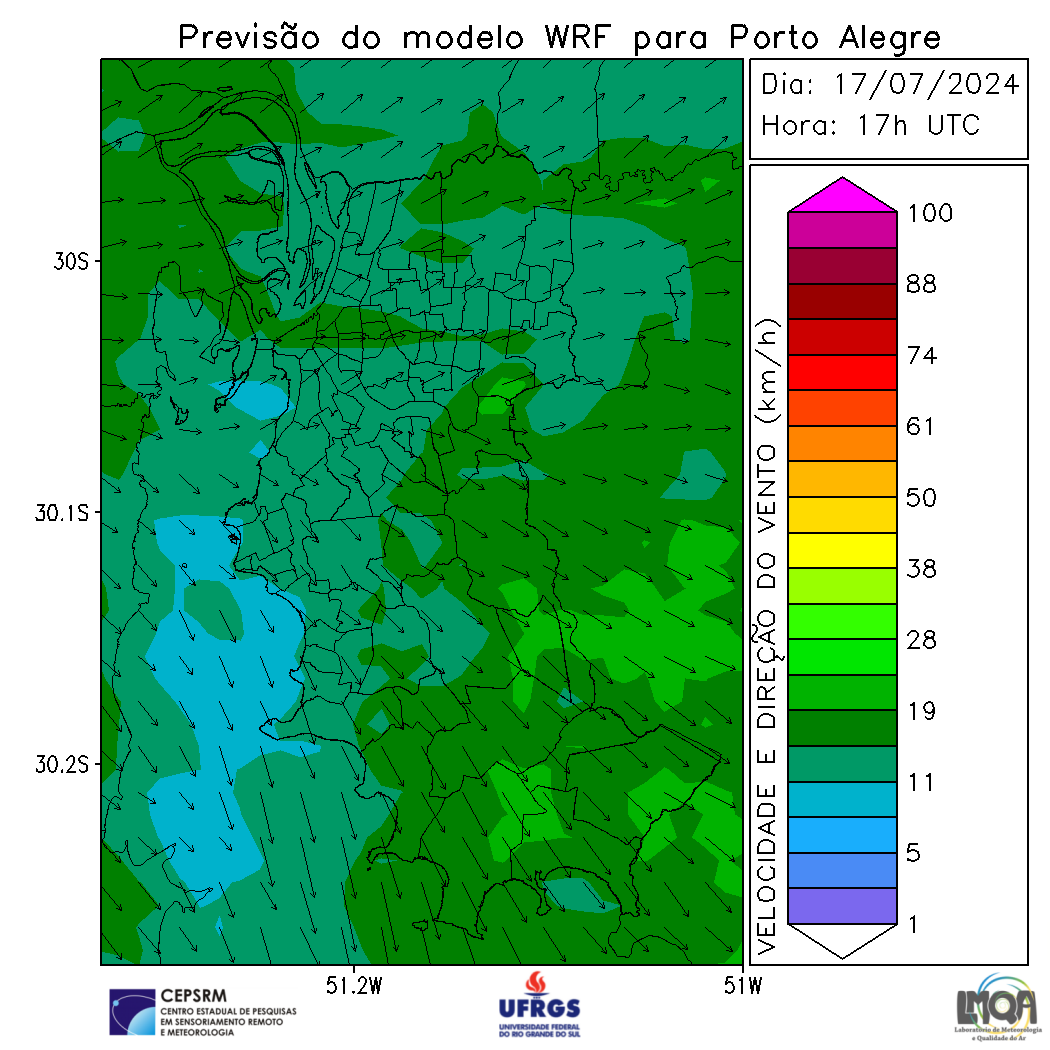 Previsão do modelo WRF para Porto Alegre
Dia: 17/07/2024
Hora: 17h UTC
30S
30.1S
30.2S
51.2W
51W
VELOCIDADE E DIREÇÃO DO VENTO (km/h)
100
88
74
61
50
38
28
19
11
5
1
CEPSRM
CENTRO ESTADUAL DE PESQUISAS
EM SENSORIAMENTO REMOTO
E METEOROLOGIA
UFRGS
UNIVERSIDADE FEDERAL
DO RIO GRANDE DO SUL
LMQA
Laboratório de Meteorologia
e Qualidade do Ar